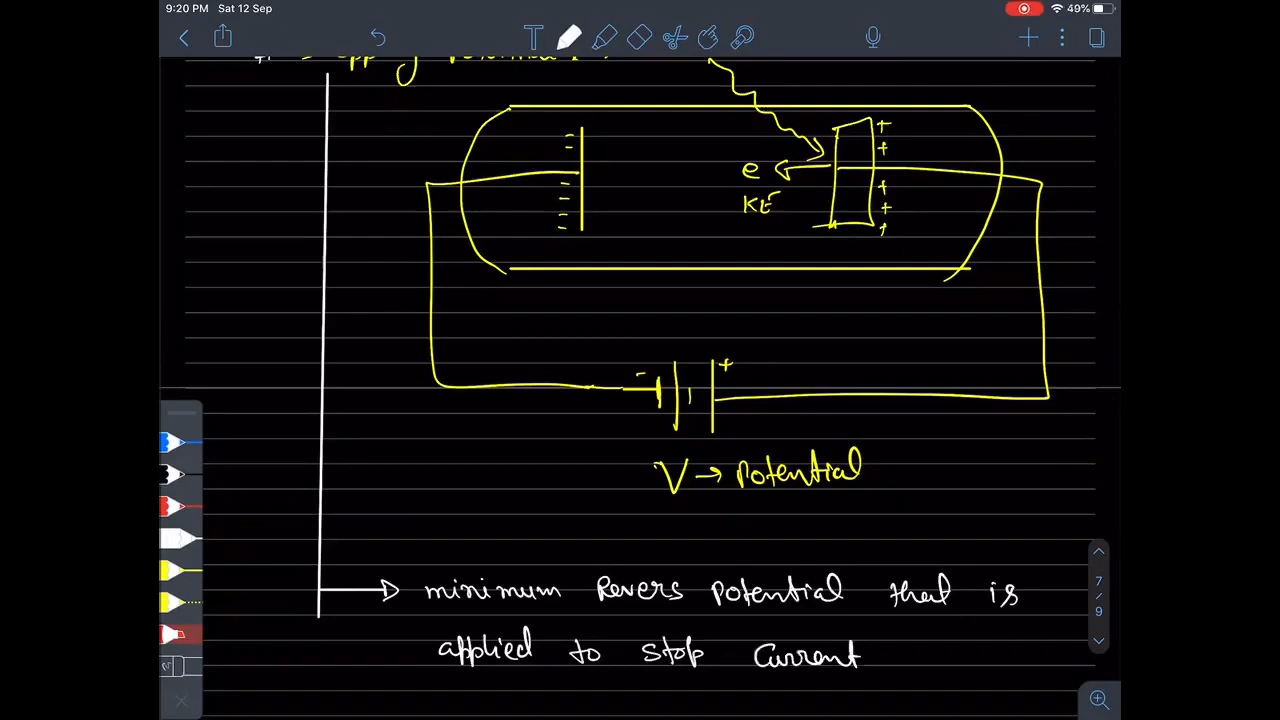 9:20 PM Sat 12 Sep
49%
e
KE
V → potential
7 / 9
minimum Revers potential that is
applied to stop Current